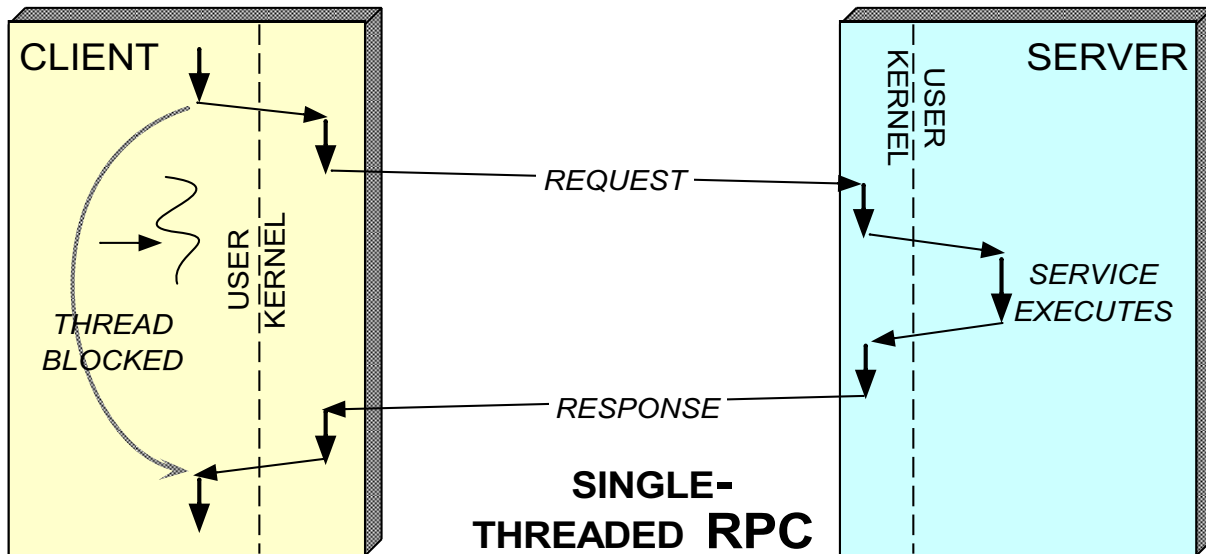 CLIENT
SERVER
KERNEL
USER
REQUEST
USER
KERNEL
SERVICE
EXECUTES
THREAD
BLOCKED
RESPONSE
SINGLE-
THREADED RPC